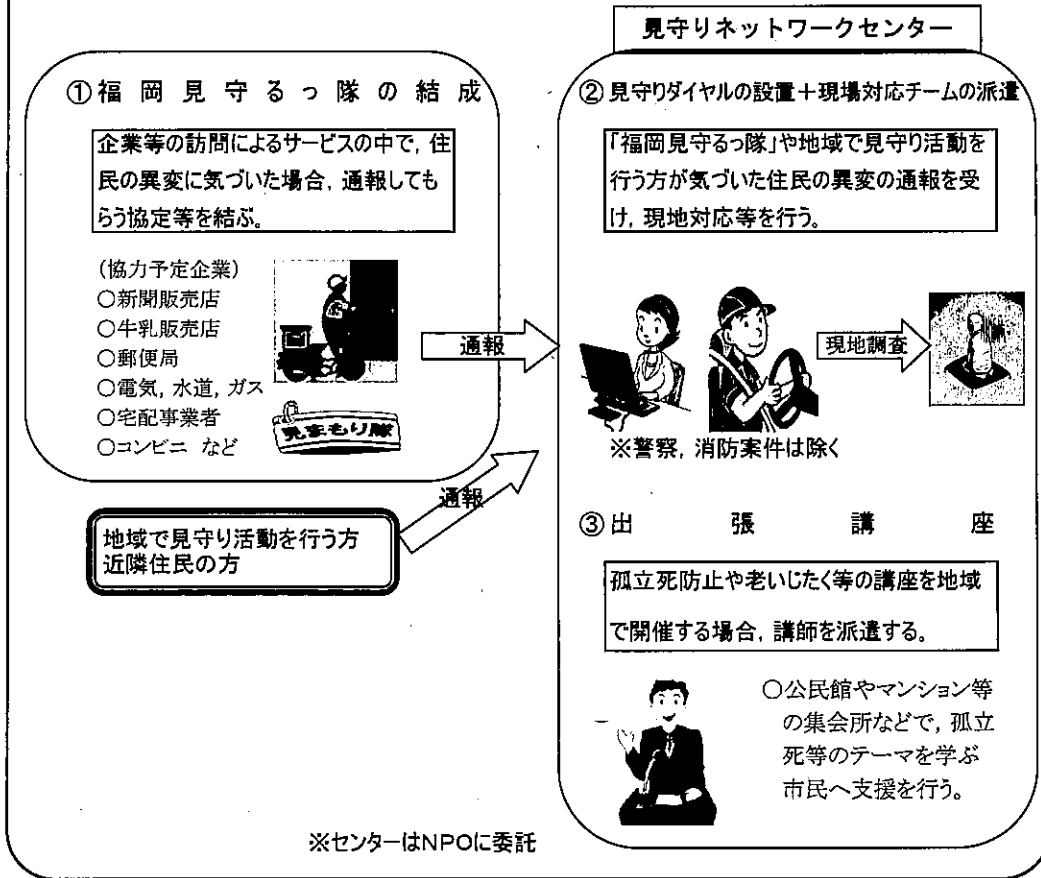 見守りネットワークセンター
①福岡見守るっ隊の結成
企業等の訪問によるサービスの中で，住
民の異変に気づいた場合，通報しても
らう協定等を結ぶ。
（協力予定企業）
○新聞販売店
○牛乳販売店
○郵便局
○電気，水道，ガス
○宅配事業者
○コンビニ など
見まもり隊
通報
地域で見守り活動を行う方
近隣住民の方
通報
②見守りダイヤルの設置＋現場対応チームの派遣
「福岡見守るっ隊」や地域で見守り活動を
行う方が気づいた住民の異変の通報を受
け，現地対応等を行う。
現地調査
※警察，消防案件は除く
③出張講座
孤立死防止や老いじたく等の講座を地域
で開催する場合，講師を派遣する。
○公民館やマンション等
の集会所などで，孤立
死等のテーマを学ぶ
市民へ支援を行う。
※センターはNPOに委託